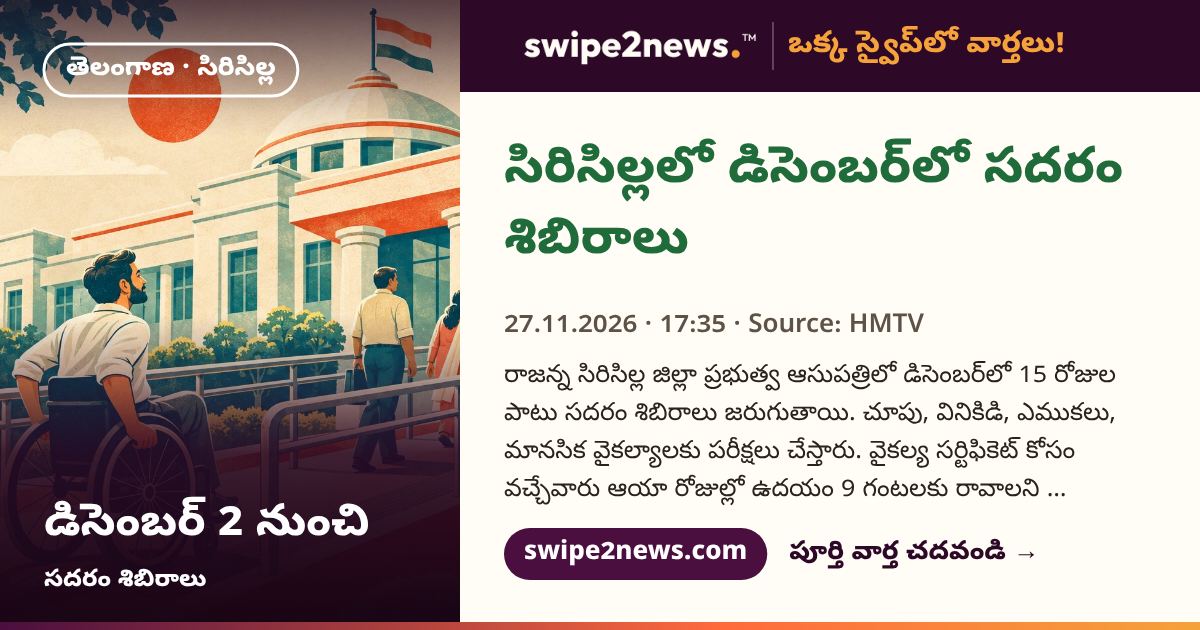 తెలంగాణ · సిరిసిల్ల
డిసెంబర్ 2 నుంచి
సదరం శిబిరాలు
swipe2news.™
ఒక్క స్వైప్‌లో వార్తలు!
సిరిసిల్లలో డిసెంబర్‌లో సదరం
శిబిరాలు
27.11.2026 · 17:35 · Source: HMTV
రాజన్న సిరిసిల్ల జిల్లా ప్రభుత్వ ఆసుపత్రిలో డిసెంబర్‌లో 15 రోజుల
పాటు సదరం శిబిరాలు జరుగుతాయి. చూపు, వినికిడి, ఎముకలు,
మానసిక వైకల్యాలకు పరీక్షలు చేస్తారు. వైకల్య సర్టిఫికెట్ కోసం
వచ్చేవారు ఆయా రోజుల్లో ఉదయం 9 గంటలకు రావాలని ...
swipe2news.com
పూర్తి వార్త చదవండి →